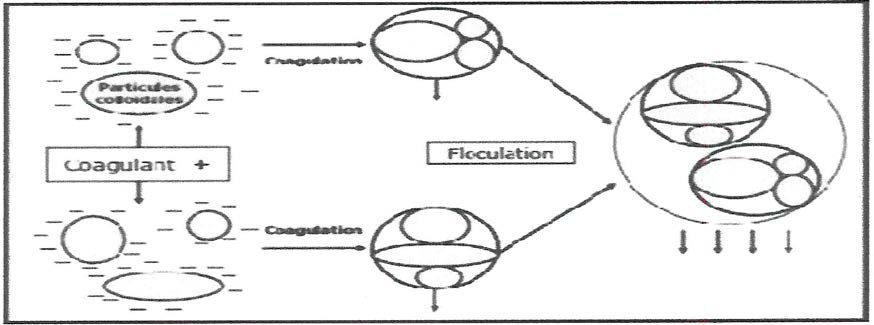 Coagulation
Particules
colloïdales
Floculation
Coagulant +
Coagulation